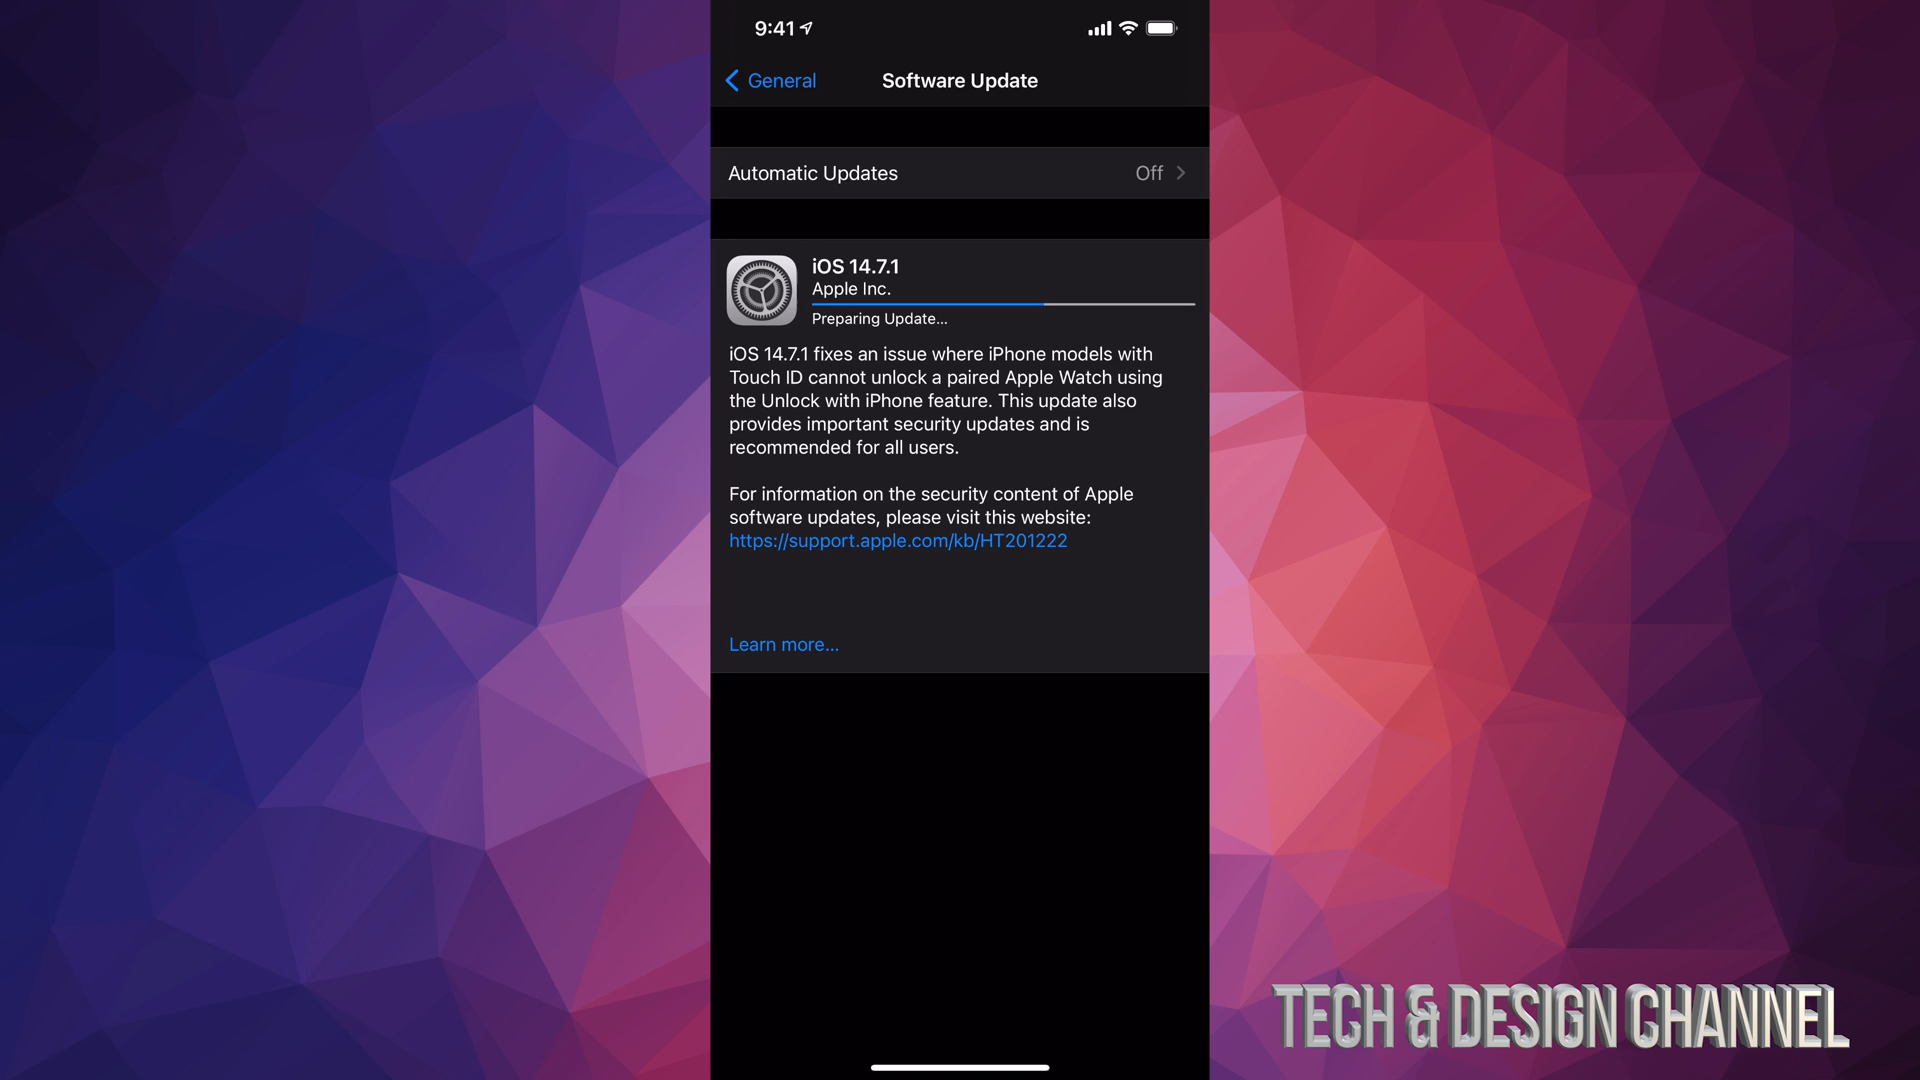 9:41
General
Software Update
Automatic Updates
Off
iOS 14.7.1
Apple Inc.
Preparing Update...
iOS 14.7.1 fixes an issue where iPhone models with
Touch ID cannot unlock a paired Apple Watch using
the Unlock with iPhone feature. This update also
provides important security updates and is
recommended for all users.
For information on the security content of Apple
software updates, please visit this website:
https://support.apple.com/kb/HT201222
Learn more...
TECH & DESIGN CHANNEL